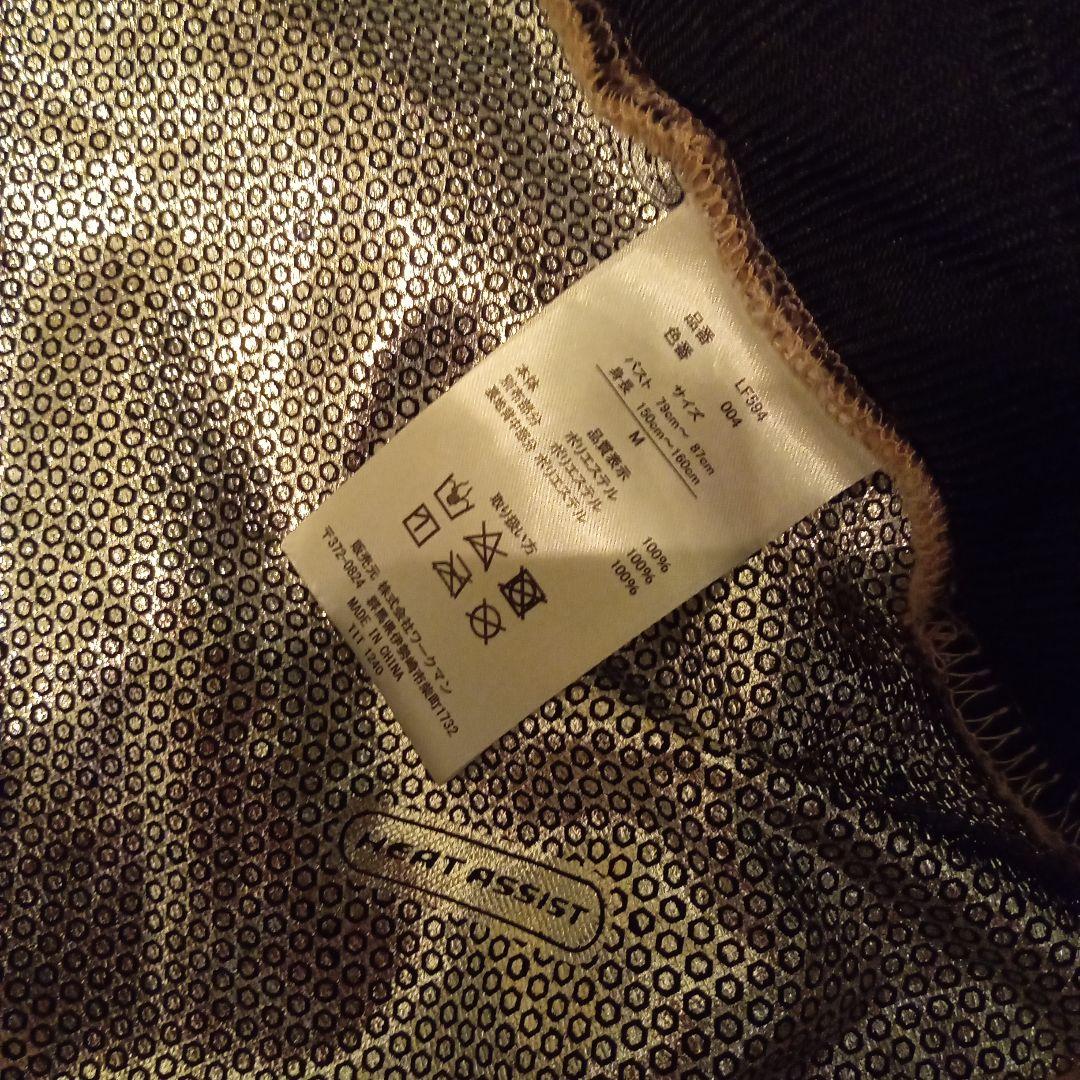 品番 LF594
色番 004
サイズ M
バスト 79cm～ 87cm
身長 150cm～160cm
品質表示
本体 ポリエステル 100%
別布部分 ポリエステル 100%
裏地背中部分 ポリエステル 100%
取り扱い方
販売元 株式会社ワークマン
〒372-0824 群馬県伊勢崎市柴町1732
MADE IN CHINA
TIT 1240
HEAT ASSIST